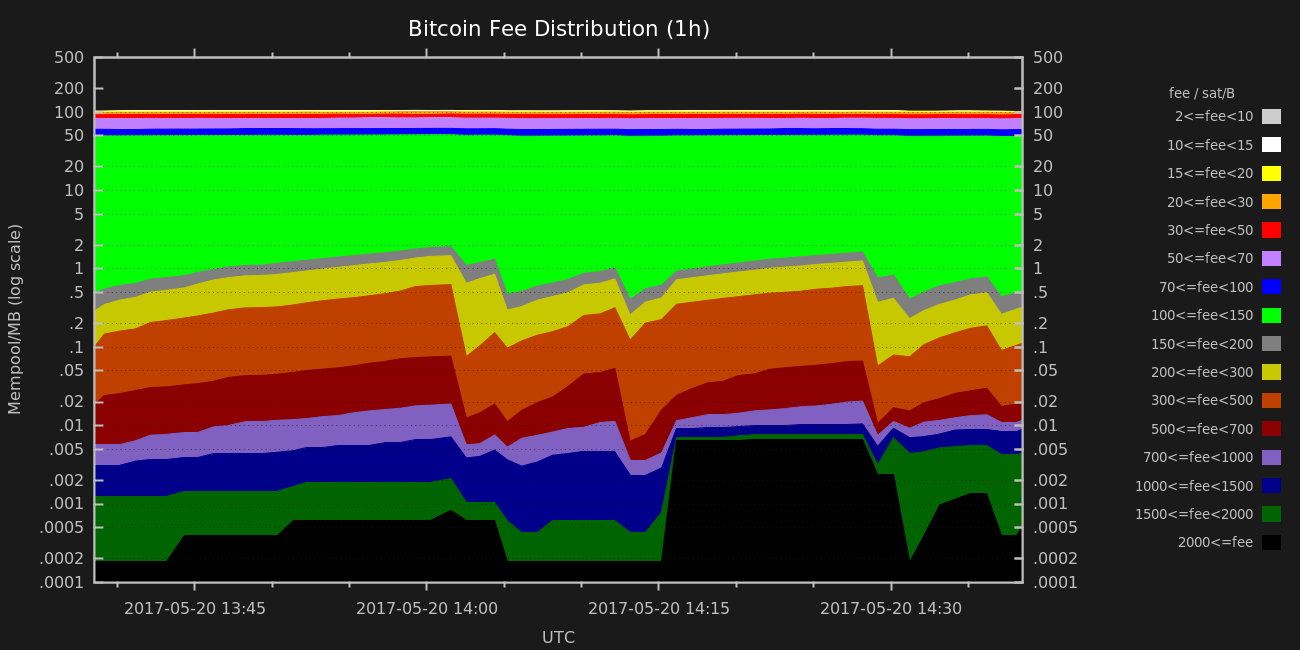 Bitcoin Fee Distribution (1h)
Mempool/MB (log scale)
500
200
100
50
20
10
5
2
1
.5
.2
.1
.05
.02
.01
.005
.002
.001
.0005
.0002
.0001
500
200
100
50
20
10
5
2
1
.5
.2
.1
.05
.02
.01
.005
.002
.001
.0005
.0002
.0001
2017-05-20 13:45
2017-05-20 14:00
2017-05-20 14:15
2017-05-20 14:30
UTC
fee / sat/B
2<=fee<10
10<=fee<15
15<=fee<20
20<=fee<30
30<=fee<50
50<=fee<70
70<=fee<100
100<=fee<150
150<=fee<200
200<=fee<300
300<=fee<500
500<=fee<700
700<=fee<1000
1000<=fee<1500
1500<=fee<2000
2000<=fee